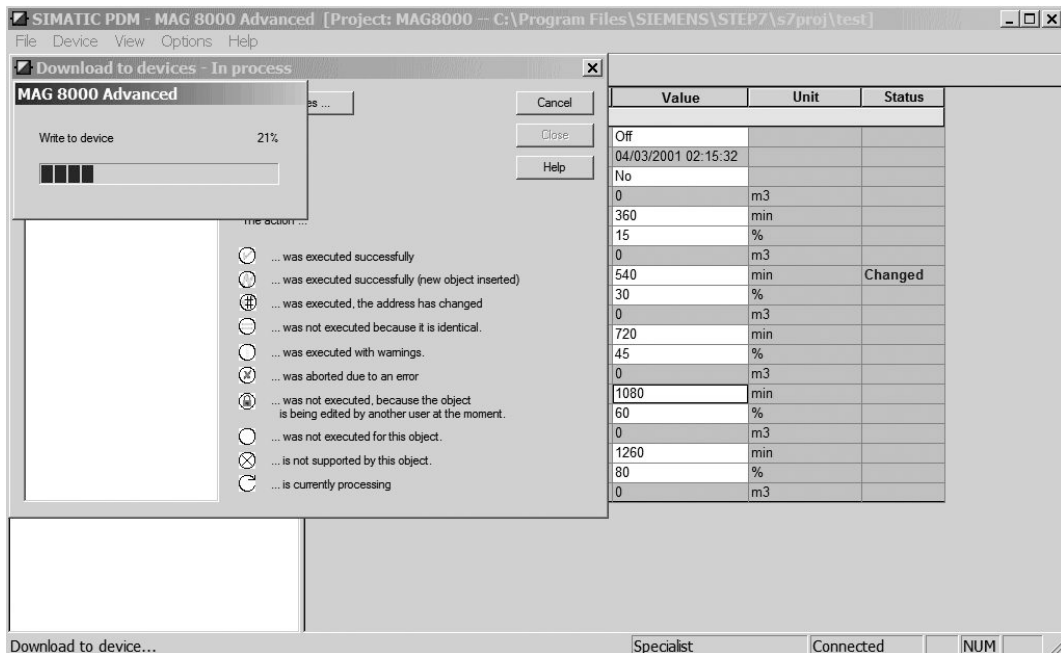 SIMATIC PDM - MAG 8000 Advanced [Project: MAG8000 -- C:\Program Files\SIEMENS\STEP7\s7proj\test]
File Device View Options Help
Download to devices - In process
MAG 8000 Advanced
es ...
Cancel
Write to device 21%
Close
Help
The action ...
... was executed successfully
... was executed successfully (new object inserted)
... was executed, the address has changed
... was not executed because it is identical.
... was executed with warnings.
... was aborted due to an error
... was not executed, because the object
is being edited by another user at the moment.
... was not executed for this object.
... is not supported by this object.
... is currently processing
Value Unit Status
Off
04/03/2001 02:15:32
No
0 m3
360 min
15 %
0 m3
540 min Changed
30 %
0 m3
720 min
45 %
0 m3
1080 min
60 %
0 m3
1260 min
80 %
0 m3
Download to device... Specialist Connected NUM